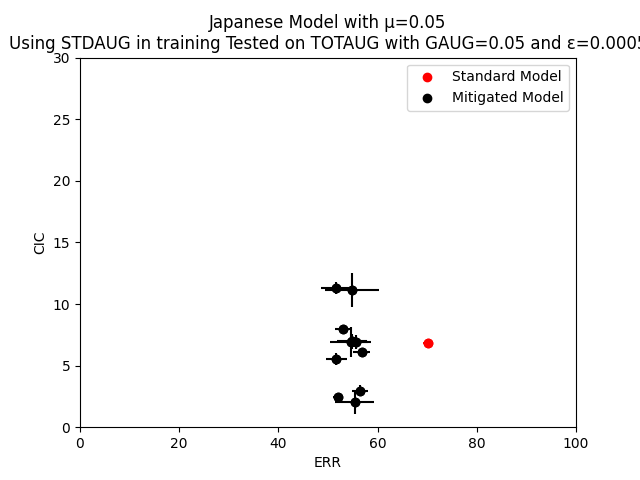 Japanese Model with μ=0.05
Using STDAUG in training Tested on TOTAUG with GAUG=0.05 and ε=0.0005
Standard Model
Mitigated Model
30
25
20
15
10
5
0
CIC
0 20 40 60 80 100
ERR